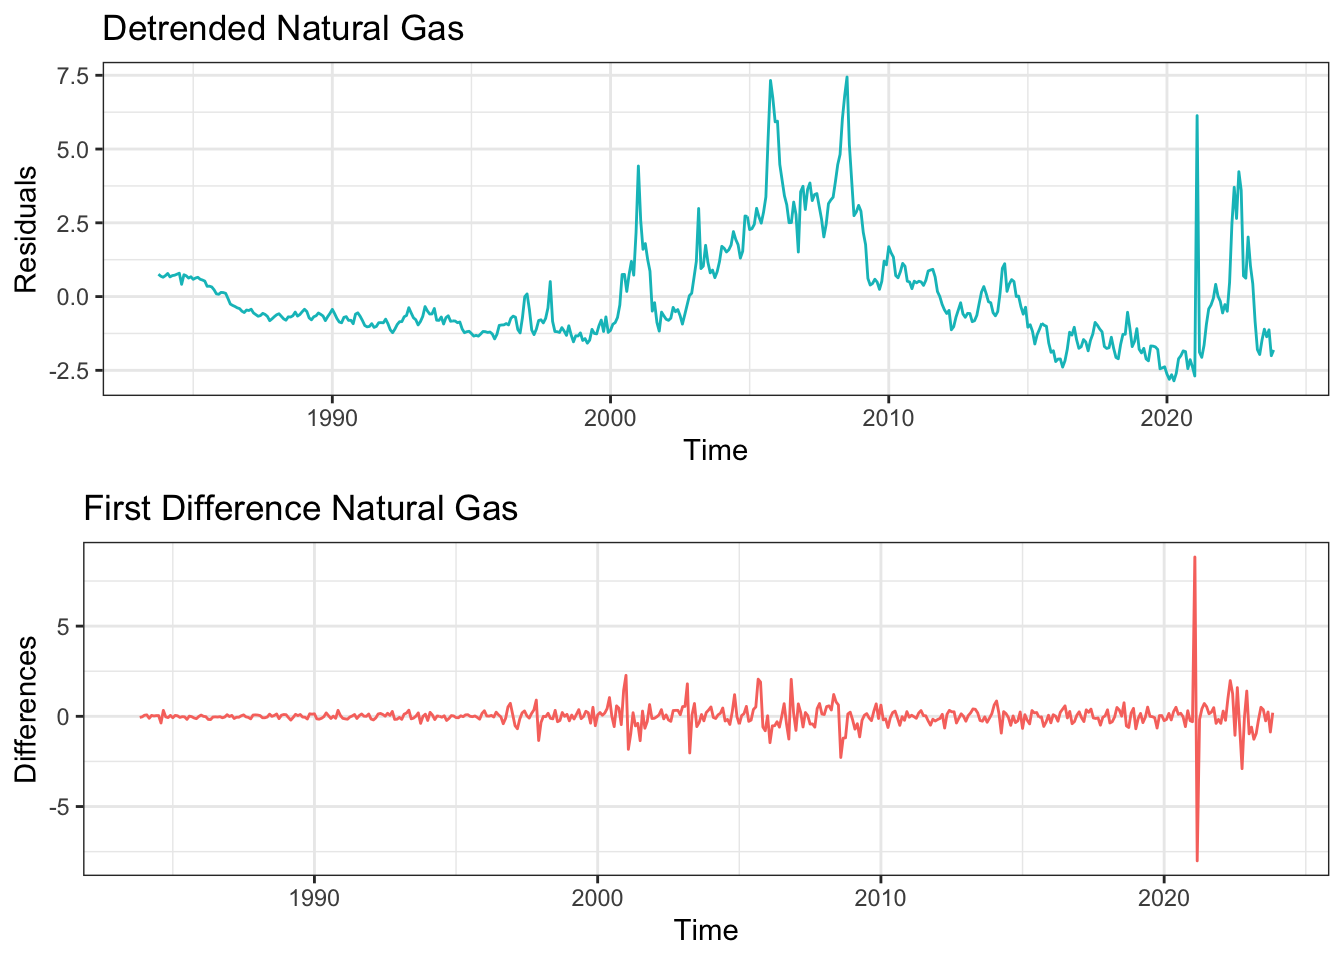 Detrended Natural Gas
7.5
5.0
2.5
0.0
-2.5
Residuals
1990 2000 2010 2020
Time
First Difference Natural Gas
5
0
-5
Differences
1990 2000 2010 2020
Time